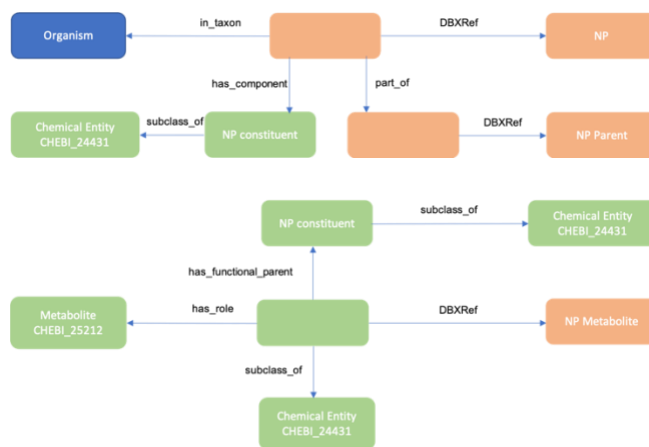 in_taxon
DBXRef
Organism
NP
has_component
part_of
subclass_of
DBXRef
Chemical Entity
CHEBI_24431
NP constituent
NP Parent
subclass_of
NP constituent
Chemical Entity
CHEBI_24431
has_functional_parent
has_role
DBXRef
Metabolite
CHEBI_25212
NP Metabolite
subclass_of
Chemical Entity
CHEBI_24431